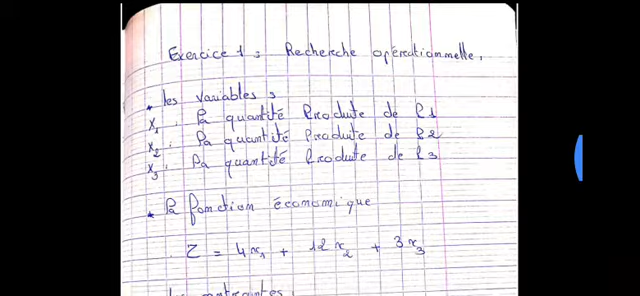 Exercice 1 : Recherche opérationnelle,
* les variables :
x₁ : la quantité Produite de P1
x₂ : la quantité Produite de P2
x₃ : la quantité Produite de P3
* la fonction économique
Z = 4x₁ + 12x₂ + 3x₃